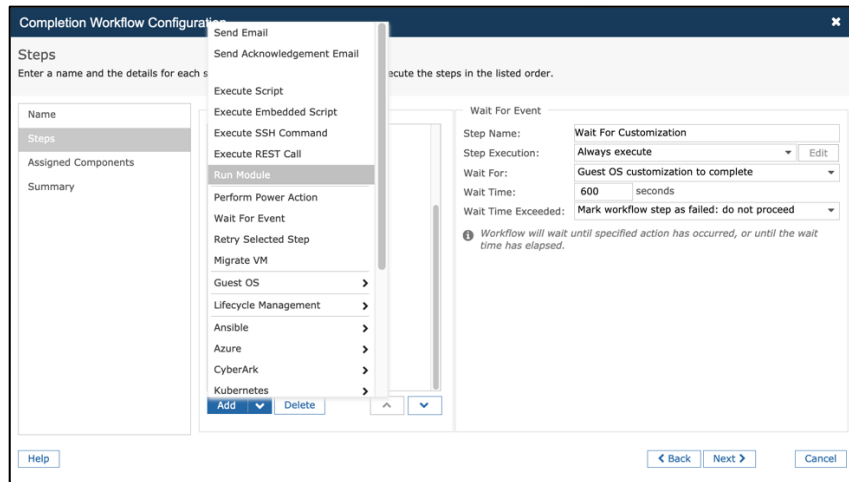 Completion Workflow Configuration
Steps
Enter a name and the details for each s
ecute the steps in the listed order.
Name
Steps
Assigned Components
Summary
Send Email
Send Acknowledgement Email
Execute Script
Execute Embedded Script
Execute SSH Command
Execute REST Call
Run Module
Perform Power Action
Wait For Event
Retry Selected Step
Migrate VM
Guest OS
Lifecycle Management
Ansible
Azure
CyberArk
Kubernetes
Add
Delete
Wait For Event
Step Name: Wait For Customization
Step Execution: Always execute Edit
Wait For: Guest OS customization to complete
Wait Time: 600 seconds
Wait Time Exceeded: Mark workflow step as failed: do not proceed
Workflow will wait until specified action has occurred, or until the wait
time has elapsed.
Help
Back
Next
Cancel